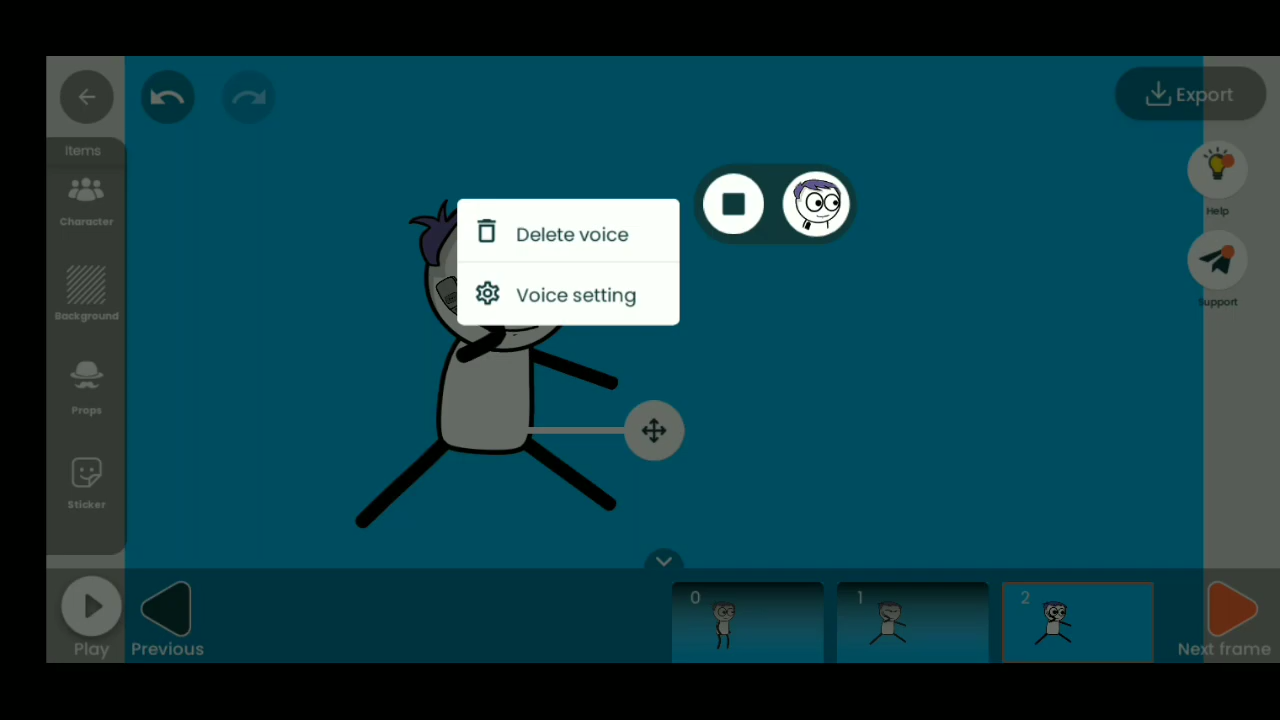 Export
Items
Character
Help
Delete voice
Voice setting
Background
Support
Props
Sticker
0
1
2
Play
Previous
Next frame